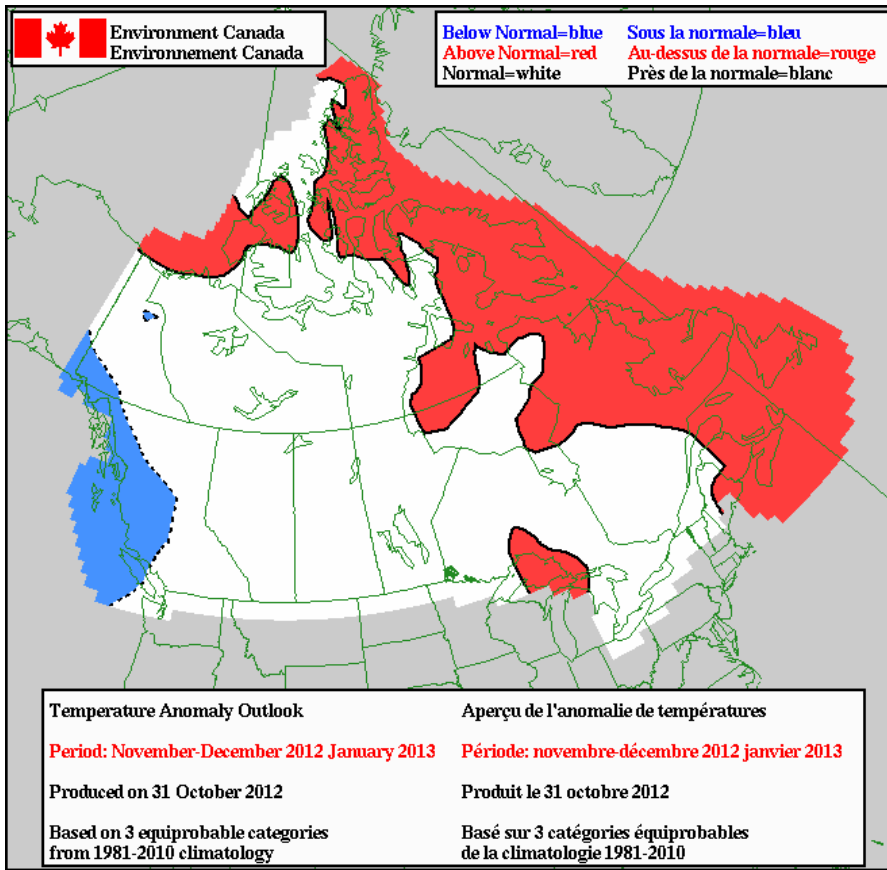 Environment Canada
Environnement Canada
Below Normal=blue Sous la normale=bleu
Above Normal=red Au-dessus de la normale=rouge
Normal=white Près de la normale=blanc
Temperature Anomaly Outlook Aperçu de l'anomalie de températures
Period: November-December 2012 January 2013 Période: novembre-décembre 2012 janvier 2013
Produced on 31 October 2012 Produit le 31 octobre 2012
Based on 3 equiprobable categories Basé sur 3 catégories équiprobables
from 1981-2010 climatology de la climatologie 1981-2010